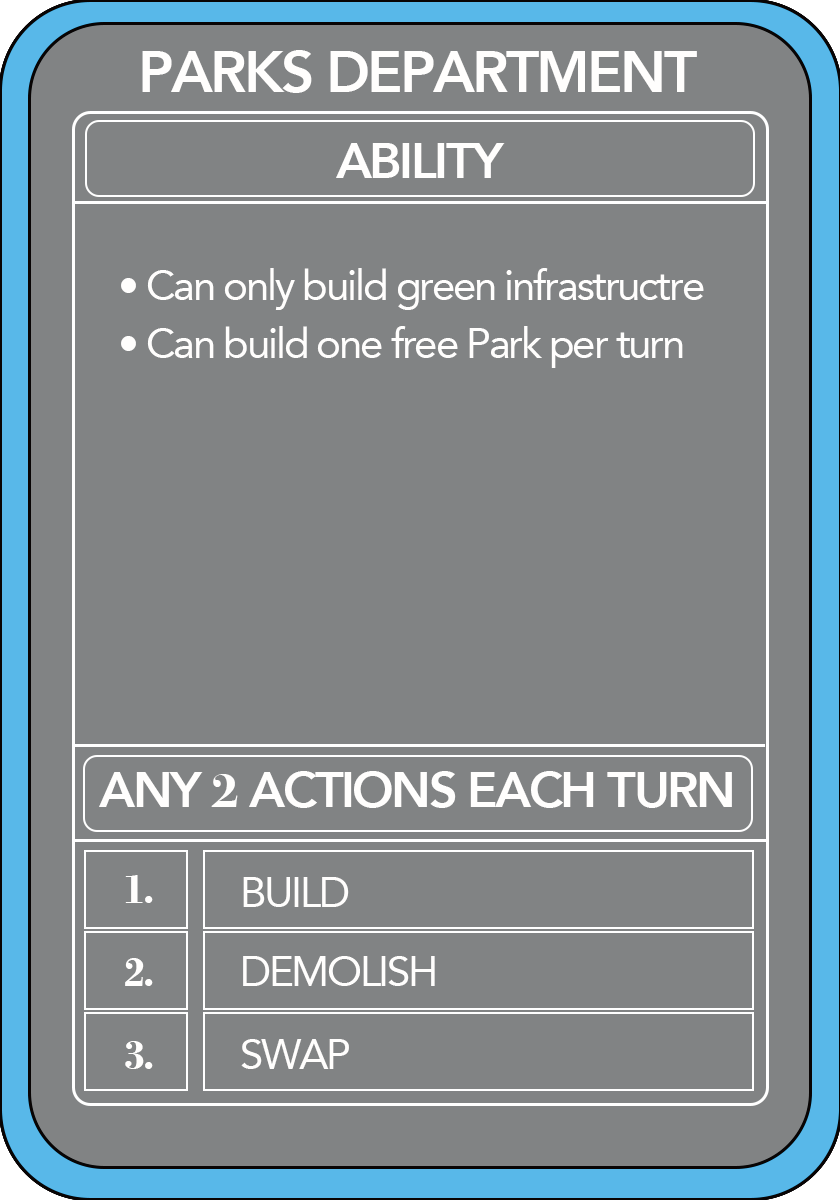 PARKS DEPARTMENT
ABILITY
• Can only build green infrastructre
• Can build one free Park per turn
ANY 2 ACTIONS EACH TURN
1. BUILD
2. DEMOLISH
3. SWAP